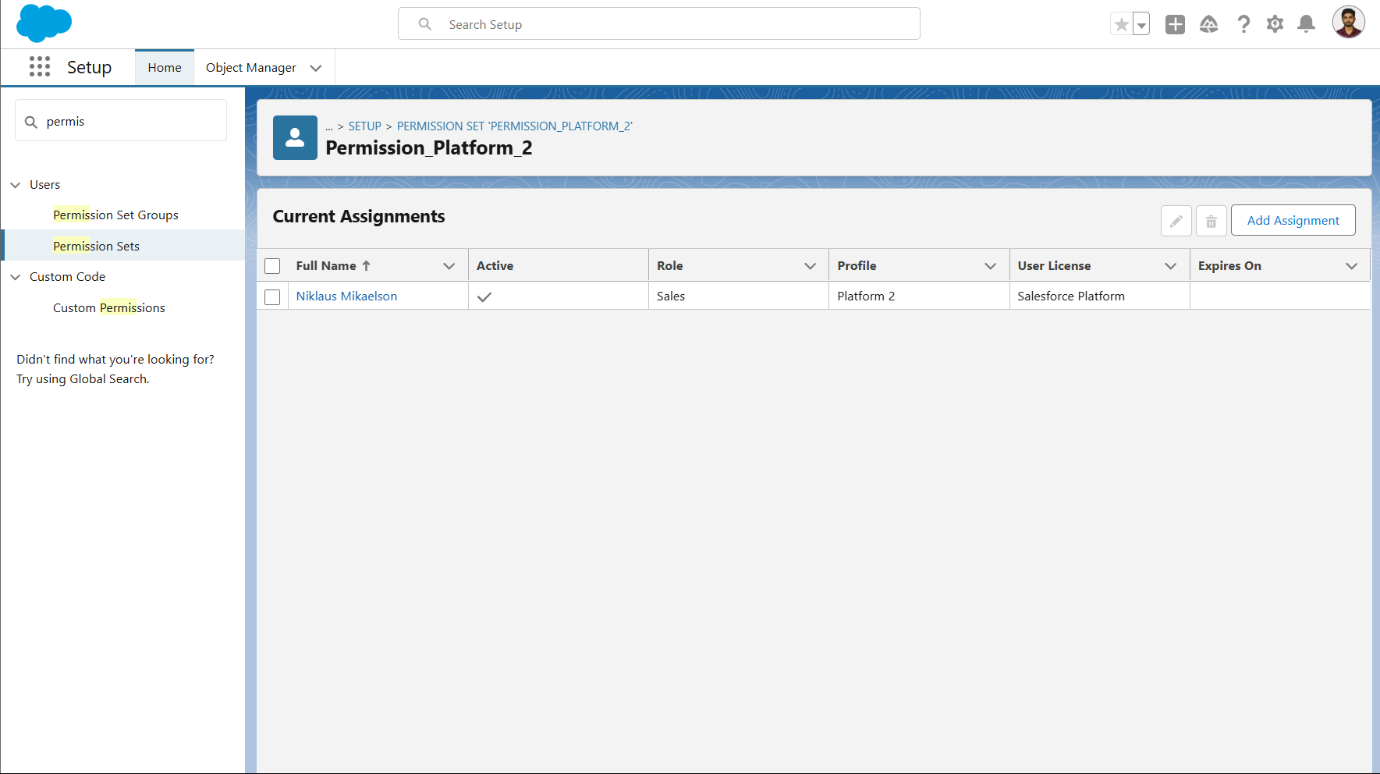 Search Setup
Setup
Home
Object Manager
permis
Users
Permission Set Groups
Permission Sets
Custom Code
Custom Permissions
Didn't find what you're looking for?
Try using Global Search.
... > SETUP > PERMISSION SET 'PERMISSION_PLATFORM_2'
Permission_Platform_2
Current Assignments
Add Assignment
Full Name Active Role Profile User License Expires On
Niklaus Mikaelson Sales Platform 2 Salesforce Platform